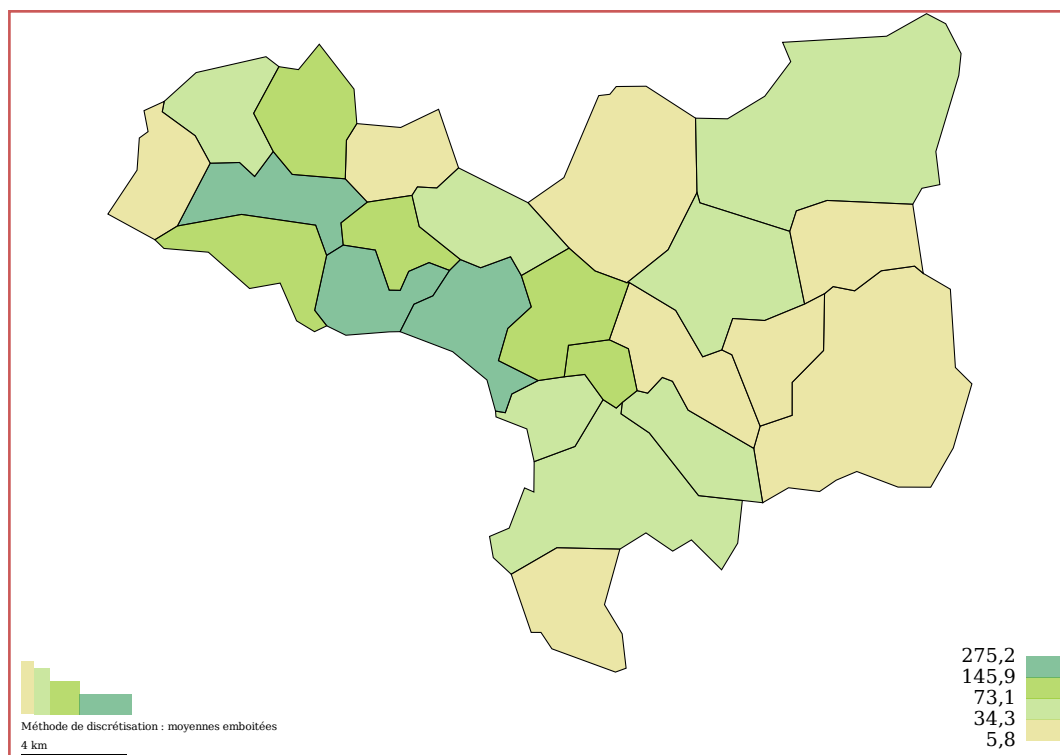 275,2
145,9
73,1
34,3
5,8
Méthode de discrétisation : moyennes emboitées
4 km